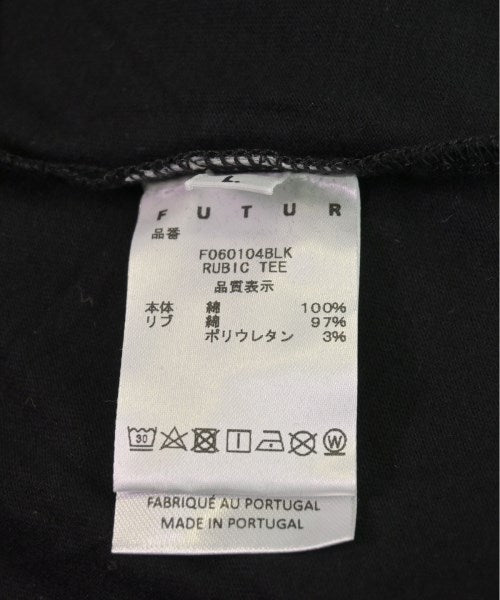 FUTUR
品番
F060104BLK
RUBIC TEE
品質表示
本体 綿 100%
リブ 綿 97%
ポリウレタン 3%
30 W
FABRIQUÉ AU PORTUGAL
MADE IN PORTUGAL